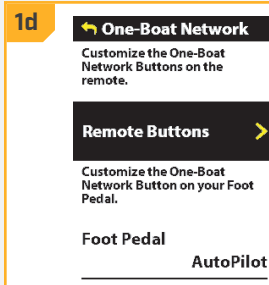 1d
One-Boat Network
Customize the One-Boat
Network Buttons on the
remote.
Remote Buttons
Customize the One-Boat
Network Button on your Foot
Pedal.
Foot Pedal
AutoPilot